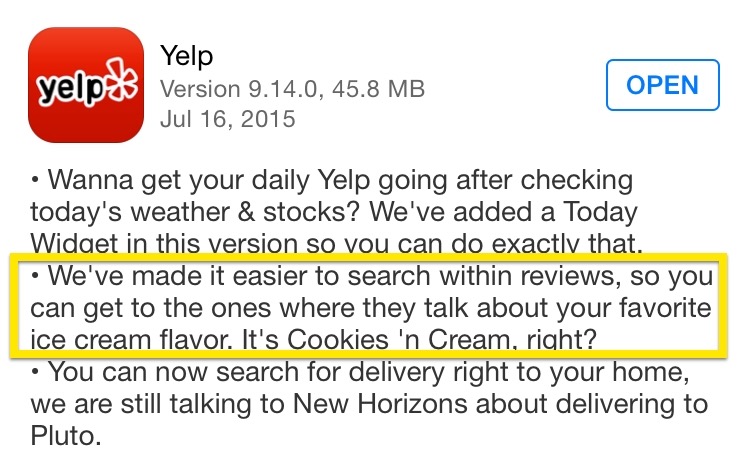 yelp
Yelp
Version 9.14.0, 45.8 MB
Jul 16, 2015
OPEN
• Wanna get your daily Yelp going after checking
today's weather & stocks? We've added a Today
Widget in this version so you can do exactly that.
• We've made it easier to search within reviews, so you
can get to the ones where they talk about your favorite
ice cream flavor. It's Cookies 'n Cream, right?
• You can now search for delivery right to your home,
we are still talking to New Horizons about delivering to
Pluto.